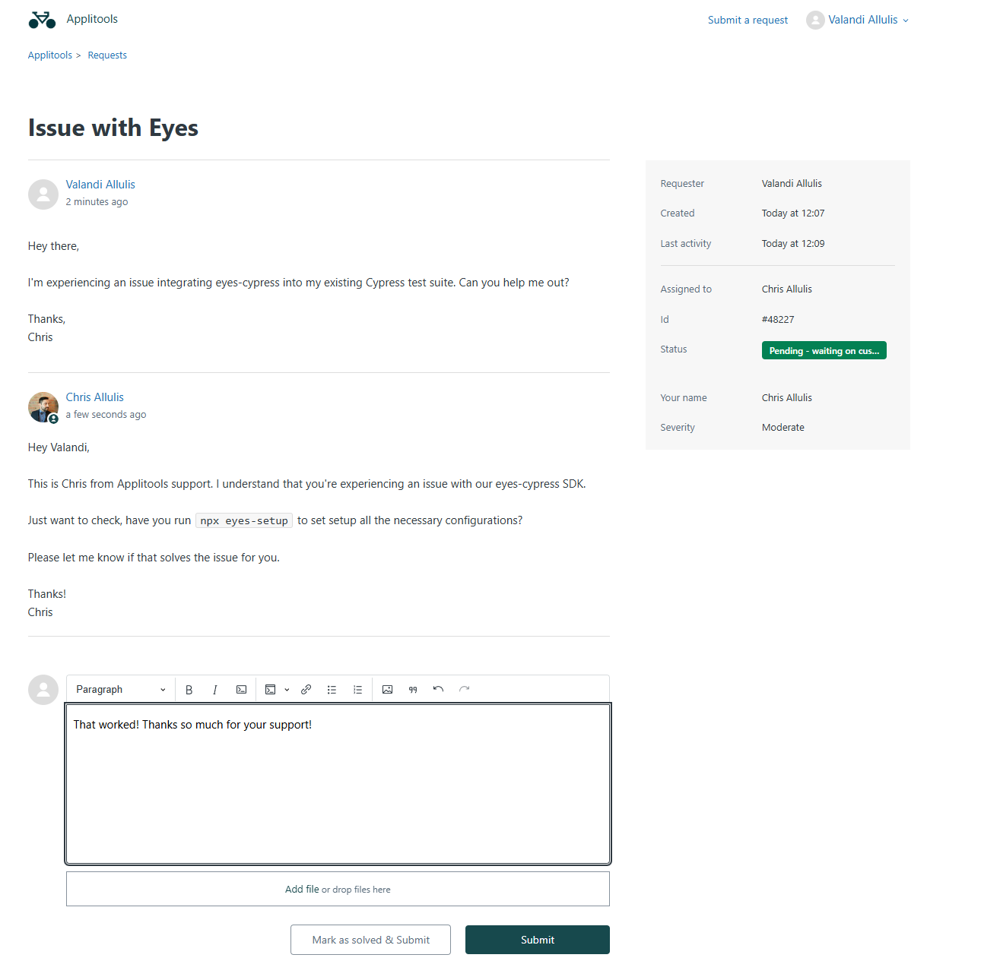 Applitools
Submit a request
Valandi Allulis
Applitools > Requests
Issue with Eyes
Valandi Allulis
2 minutes ago
Hey there,
I'm experiencing an issue integrating eyes-cypress into my existing Cypress test suite. Can you help me out?
Thanks,
Chris
Chris Allulis
a few seconds ago
Hey Valandi,
This is Chris from Applitools support. I understand that you're experiencing an issue with our eyes-cypress SDK.
Just want to check, have you run npx eyes-setup to set setup all the necessary configurations?
Please let me know if that solves the issue for you.
Thanks!
Chris
Paragraph
That worked! Thanks so much for your support!
Add file or drop files here
Mark as solved & Submit
Submit
Requester Valandi Allulis
Created Today at 12:07
Last activity Today at 12:09
Assigned to Chris Allulis
Id #48227
Status Pending - waiting on cus...
Your name Chris Allulis
Severity Moderate